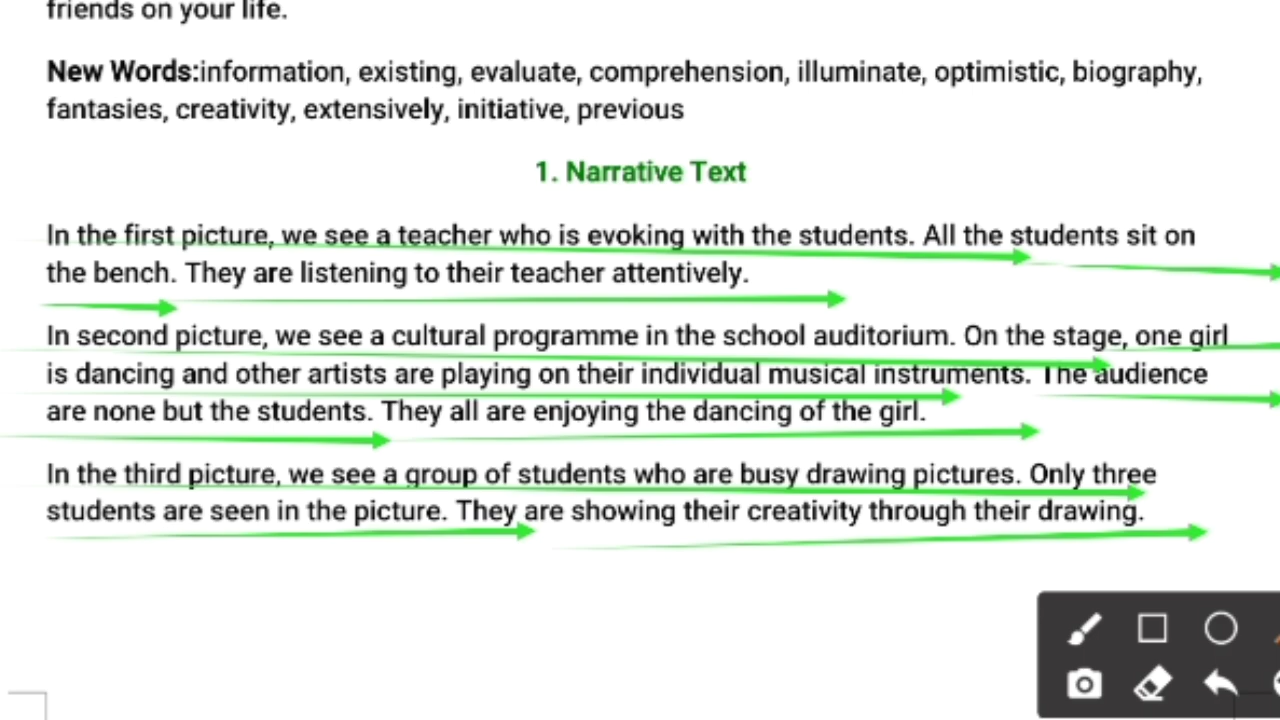 friends on your life.
New Words:information, existing, evaluate, comprehension, illuminate, optimistic, biography,
fantasies, creativity, extensively, initiative, previous
1. Narrative Text
In the first picture, we see a teacher who is evoking with the students. All the students sit on
the bench. They are listening to their teacher attentively.
In second picture, we see a cultural programme in the school auditorium. On the stage, one girl
is dancing and other artists are playing on their individual musical instruments. The audience
are none but the students. They all are enjoying the dancing of the girl.
In the third picture, we see a group of students who are busy drawing pictures. Only three
students are seen in the picture. They are showing their creativity through their drawing.